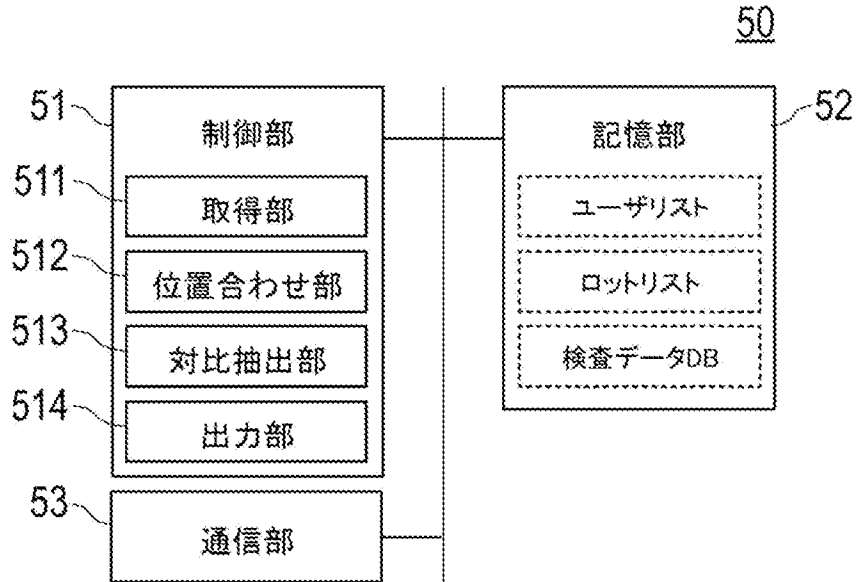 50
51
制御部
511
取得部
512
位置合わせ部
513
対比抽出部
514
出力部
53
通信部
52
記憶部
ユーザリスト
ロットリスト
検査データDB